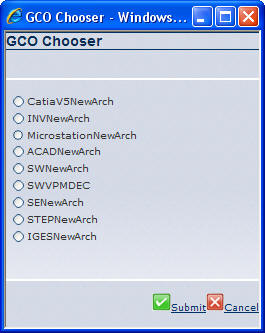 GCO Chooser - Windows...
GCO Chooser
CatiaV5NewArch
INVNewArch
MicrostationNewArch
ACADNewArch
SWNewArch
SWVPMDEC
SENewArch
STEPNewArch
IGESNewArch
Submit Cancel